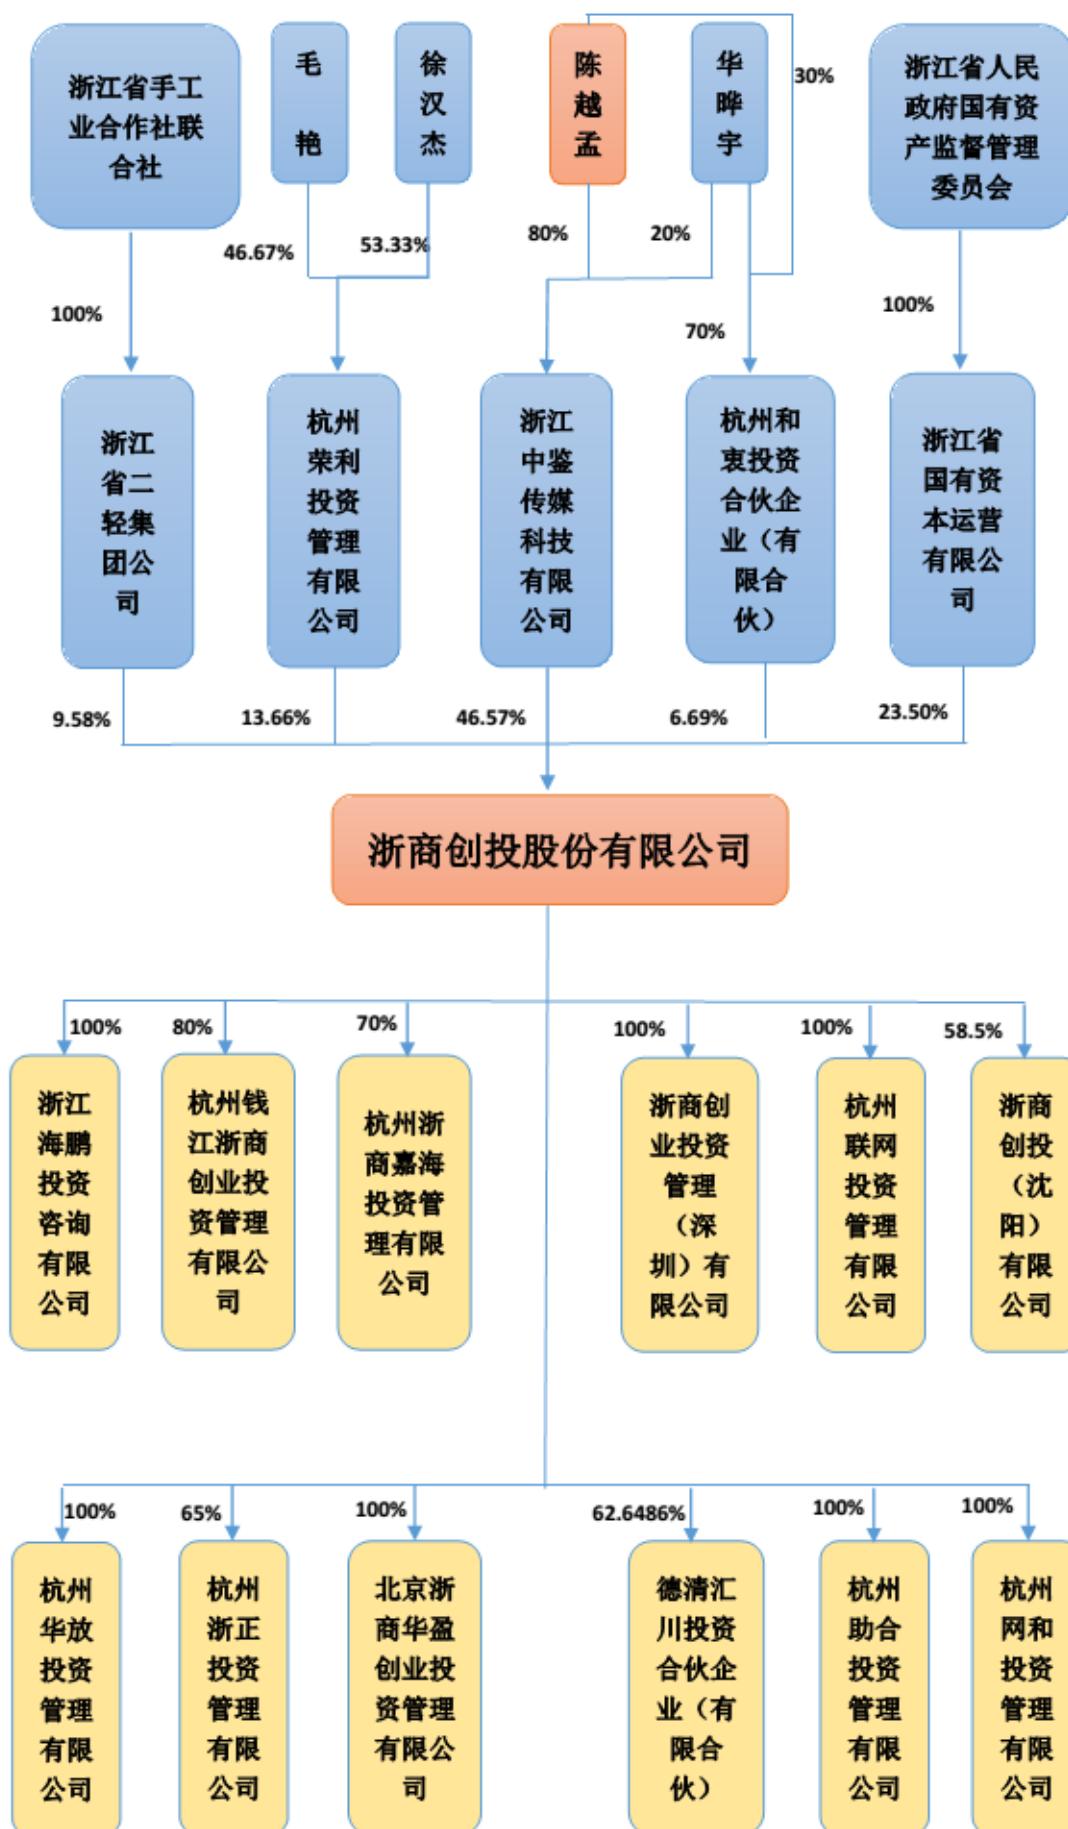 浙江省手工
业合作社联
合社
毛
艳
徐
汉
杰
陈
越
孟
华
晔
宇
30%
浙江省人民
政府国有资
产监督管理
委员会
100%
46.67%
53.33%
80%
20%
70%
100%
浙江
省二
轻集
团公
司
杭州
荣利
投资
管理
有限
公司
浙江
中鉴
传媒
科技
有限
公司
杭州和
衷投资
合伙企
业（有
限合
伙）
浙江省
国有资
本运营
有限公
司
9.58%
13.66%
46.57%
6.69%
23.50%
浙商创投股份有限公司
100%
80%
70%
100%
100%
58.5%
浙江
海鹏
投资
咨询
有限
公司
杭州钱
江浙商
创业投
资管理
有限公
司
杭州浙
商嘉海
投资管
理有限
公司
浙商创
业投资
管理
（深
圳）有
限公司
杭州
联网
投资
管理
有限
公司
浙商
创投
（沈
阳）
有限
公司
100%
65%
100%
62.6486%
100%
100%
杭州
华放
投资
管理
有限
公司
杭州
浙正
投资
管理
有限
公司
北京浙
商华盈
创业投
资管理
有限公
司
德清汇
川投资
合伙企
业（有
限合
伙）
杭州
助合
投资
管理
有限
公司
杭州
网和
投资
管理
有限
公司